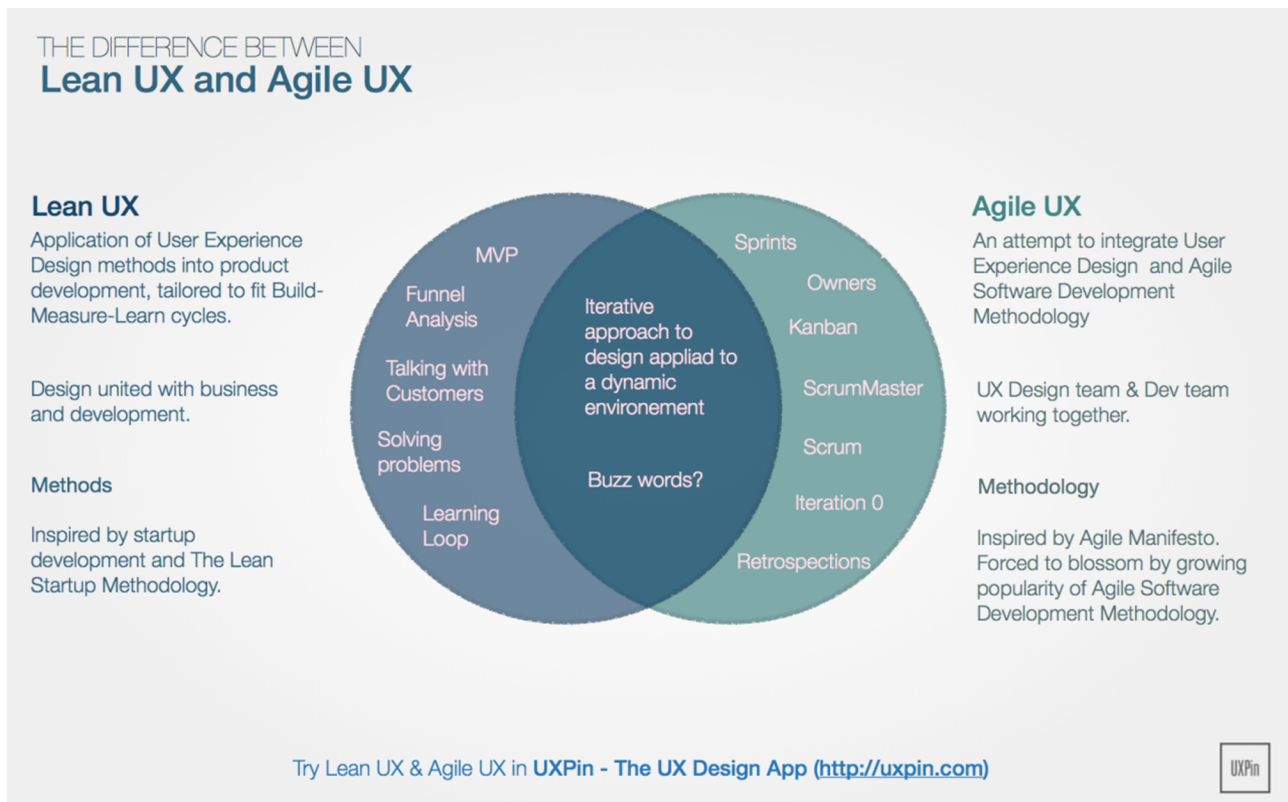 THE DIFFERENCE BETWEEN
Lean UX and Agile UX
Lean UX
Application of User Experience
Design methods into product
development, tailored to fit Build-
Measure-Learn cycles.
Design united with business
and development.
Methods
Inspired by startup
development and The Lean
Startup Methodology.
MVP
Funnel
Analysis
Talking with
Customers
Solving
problems
Learning
Loop
Iterative
approach to
design appliad to
a dynamic
environement
Buzz words?
Sprints
Owners
Kanban
ScrumMaster
Scrum
Iteration 0
Retrospections
Agile UX
An attempt to integrate User
Experience Design and Agile
Software Development
Methodology
UX Design team & Dev team
working together.
Methodology
Inspired by Agile Manifesto.
Forced to blossom by growing
popularity of Agile Software
Development Methodology.
Try Lean UX & Agile UX in UXPin - The UX Design App (http://uxpin.com)
UXPin